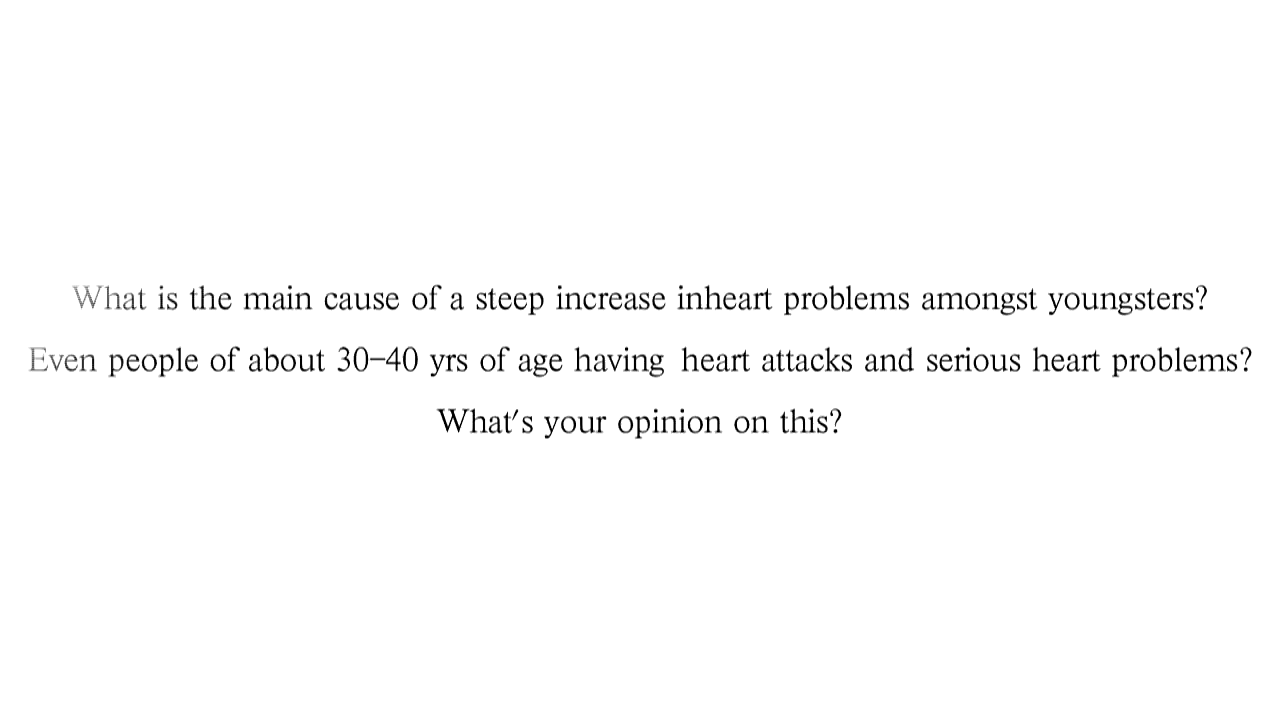 What is the main cause of a steep increase inheart problems amongst youngsters?
Even people of about 30–40 yrs of age having heart attacks and serious heart problems?
What's your opinion on this?